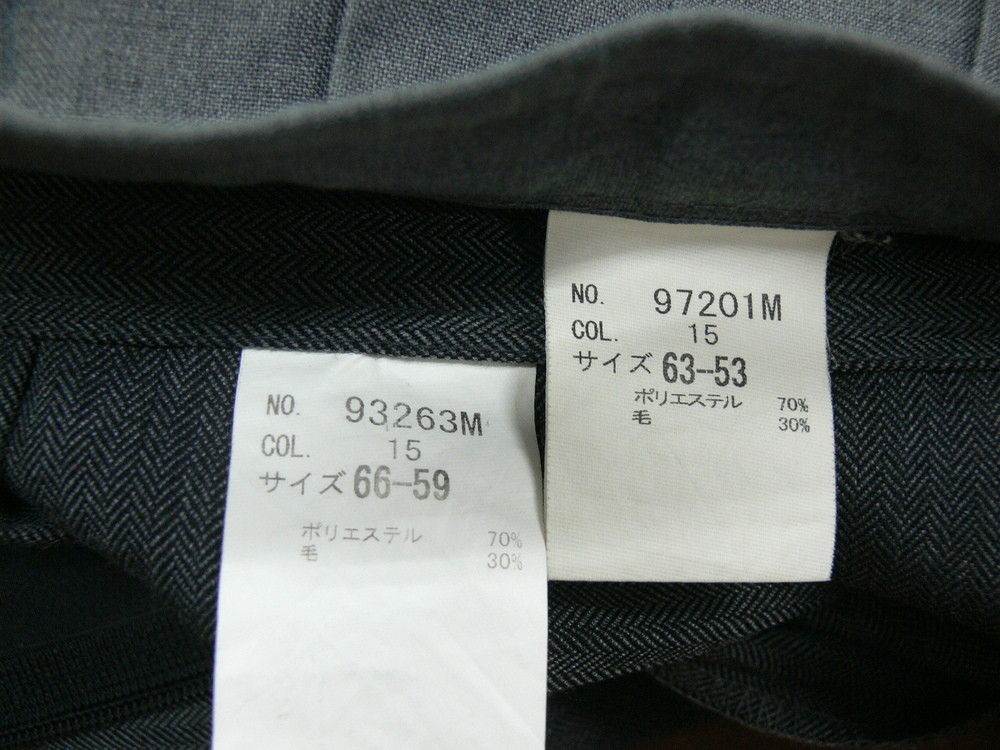 NO. 97201M
COL. 15
サイズ 63-53
ポリエステル 70%
毛 30%
NO. 93263M
COL. 15
サイズ 66-59
ポリエステル 70%
毛 30%